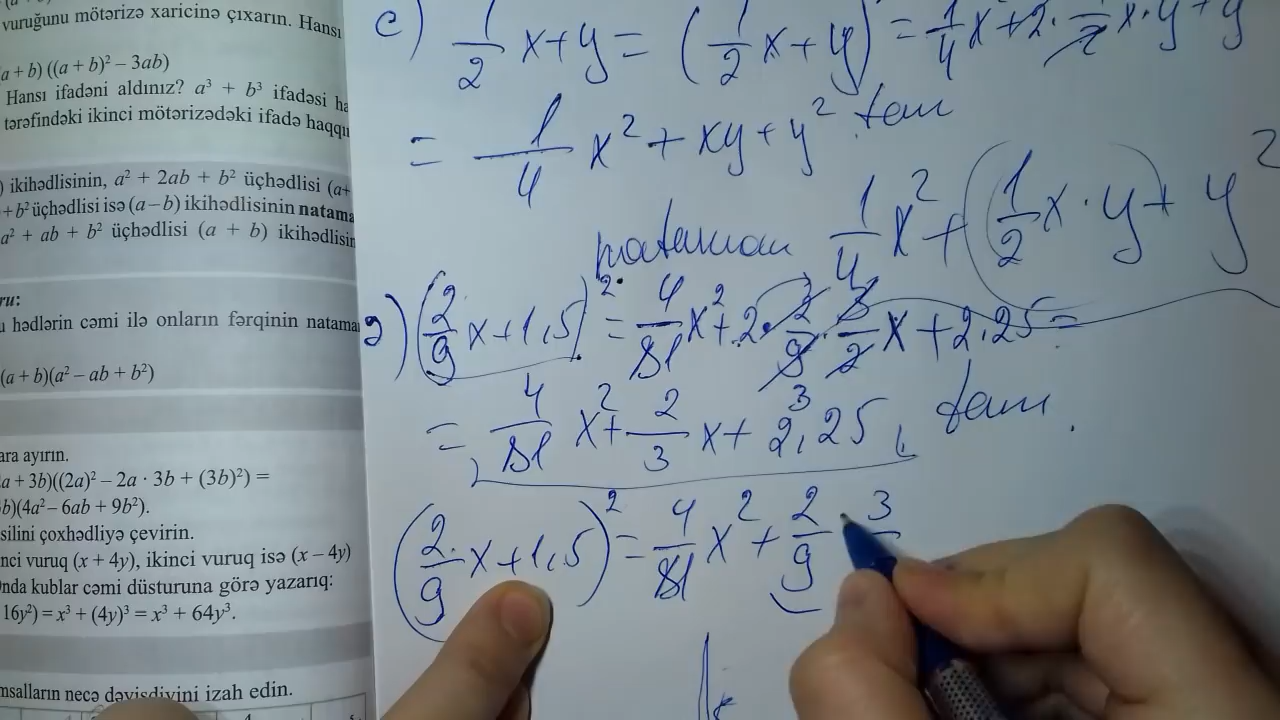 vuruğunu mötərizə xaricinə çıxarın. Hansı
a + b) ((a + b)² – 3ab)
Hansı ifadəni aldınız? a³ + b³ ifadəsi
tərəfindəki ikinci mötərizədəki ifadə
) ikihədlisinin, a² + 2ab + b² üçhədlisi (a+
+ b² üçhədlisi isə (a – b) ikihədlisinin natama
a² + ab + b² üçhədlisi (a + b) ikihədlisin
ru:
hədlərin cəmi ilə onların fərqinin natama
(a + b)(a² – ab + b²)
ara ayırın.
a + 3b)((2a)² – 2a · 3b + (3b)²) =
b)(4a² – 6ab + 9b²).
silini çoxhədliyə çevirin.
nci vuruq (x + 4y), ikinci vuruq isə (x – 4y)
nda kublar cəmi düsturuna görə yazarıq:
16y²) = x³ + (4y)³ = x³ + 64y³.
msalların necə dəyişdiyini izah edin.
c) 1/2 x + y = (1/2 x + y) = 1/4 x + 2 · 1/2 x · y + y
= 1/4 x² + xy + y² tam
natamam 1/4 x² + (1/2 x · y) + y²
g) (2/9 x + 1,5)² = 4/81 x² + 2 · 2/9 · 3/2 x + 2,25 =
= 4/81 x² + 2/3 x + 2,25, tam.
(2/9 x + 1,5)² = 4/81 x² + 2/9 3